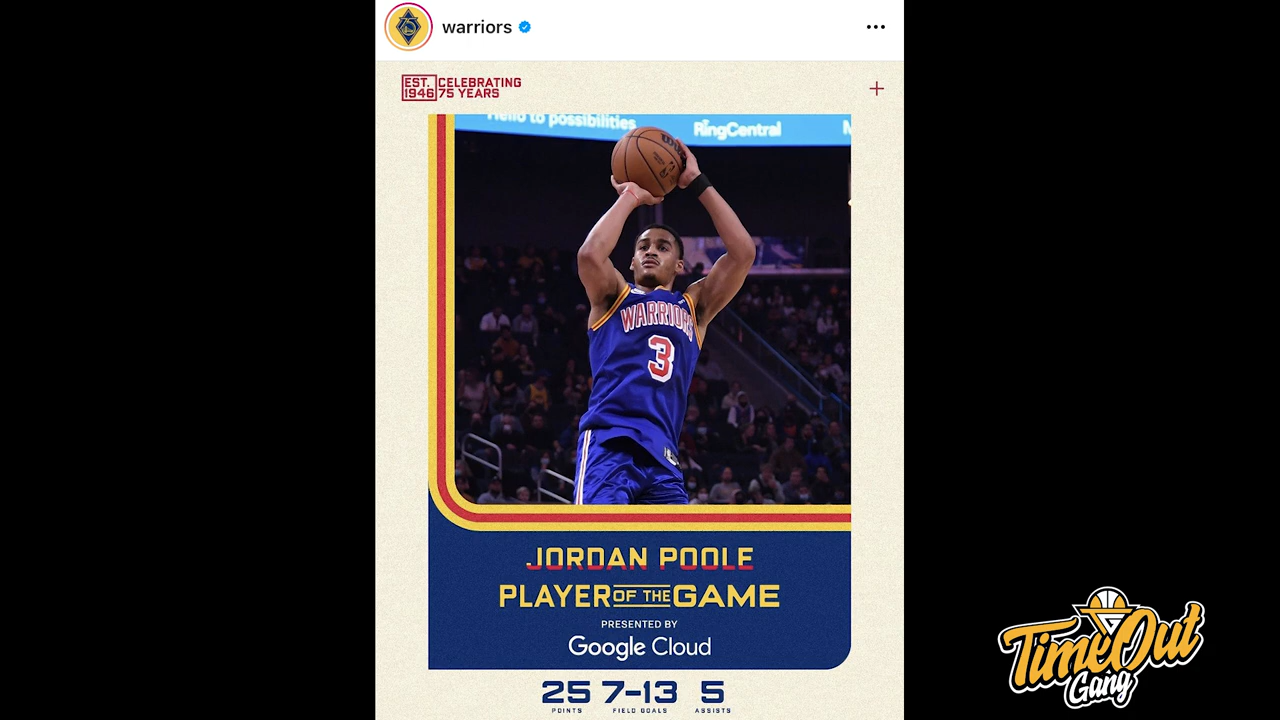 warriors
EST. 1946 CELEBRATING 75 YEARS
Hello to possibilities
RingCentral
WARRIORS
3
JORDAN POOLE
PLAYER OF THE GAME
PRESENTED BY
Google Cloud
25 7-13 5
POINTS FIELD GOALS ASSISTS
TimeOut
Gang